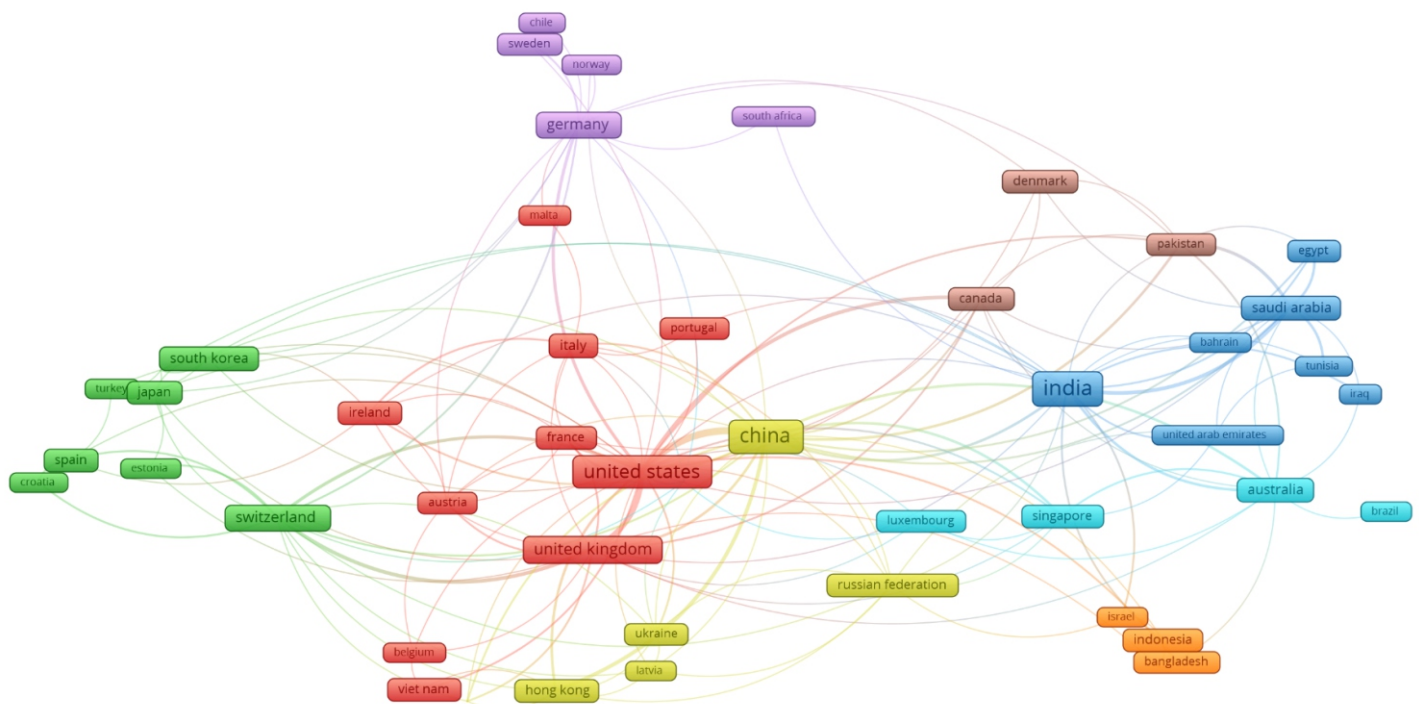 chile
sweden
norway
germany
south africa
denmark
malta
pakistan
egypt
canada
saudi arabia
portugal
bahrain
italy
south korea
tunisia
turkey
japan
india
iraq
ireland
france
china
united arab emirates
spain
estonia
united states
croatia
austria
australia
switzerland
luxembourg
singapore
brazil
united kingdom
russian federation
israel
ukraine
indonesia
belgium
bangladesh
latvia
viet nam
hong kong